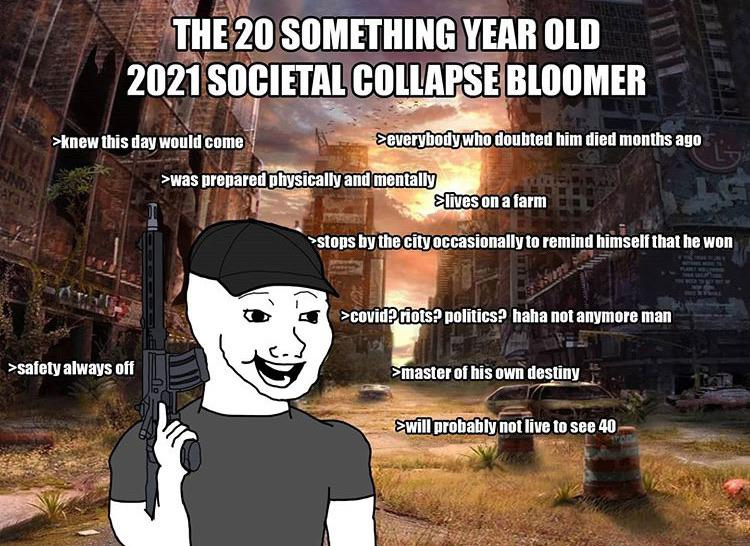 THE 20 SOMETHING YEAR OLD
2021 SOCIETAL COLLAPSE BLOOMER
>knew this day would come
>everybody who doubted him died months ago
>was prepared physically and mentally
>lives on a farm
>stops by the city occasionally to remind himself that he won
>covid? riots? politics? haha not anymore man
>safety always off
>master of his own destiny
>will probably not live to see 40
LG